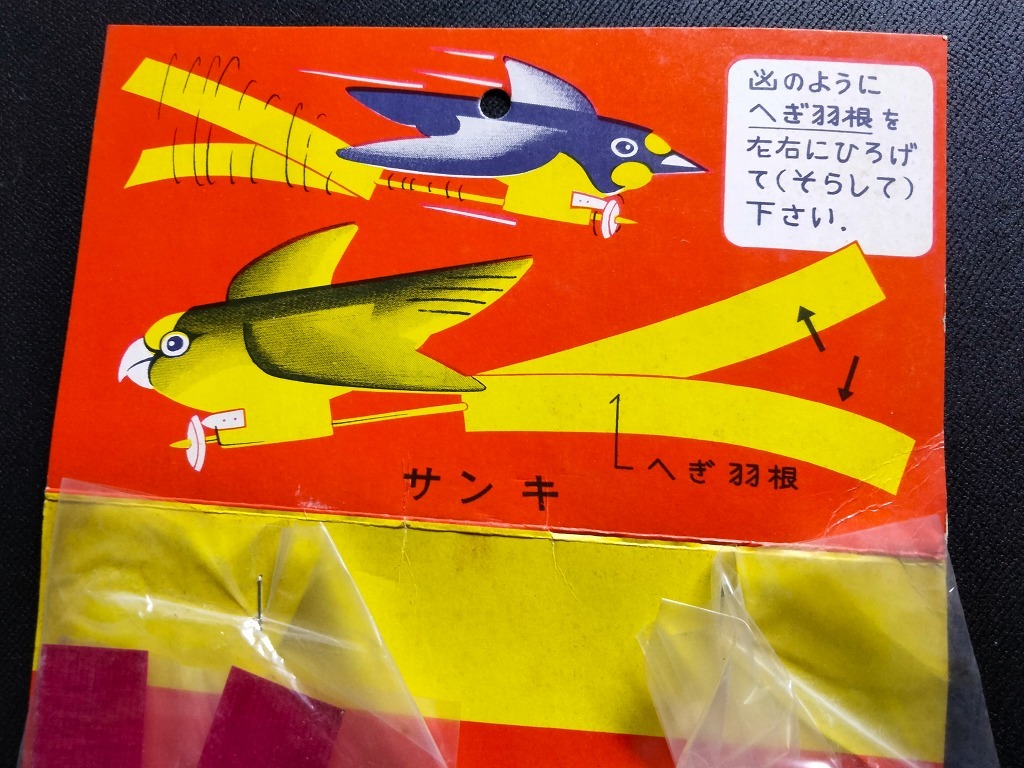 図のように
へぎ羽根を
左右にひろげ
て(そらして)
下さい.
へぎ羽根
サンキ